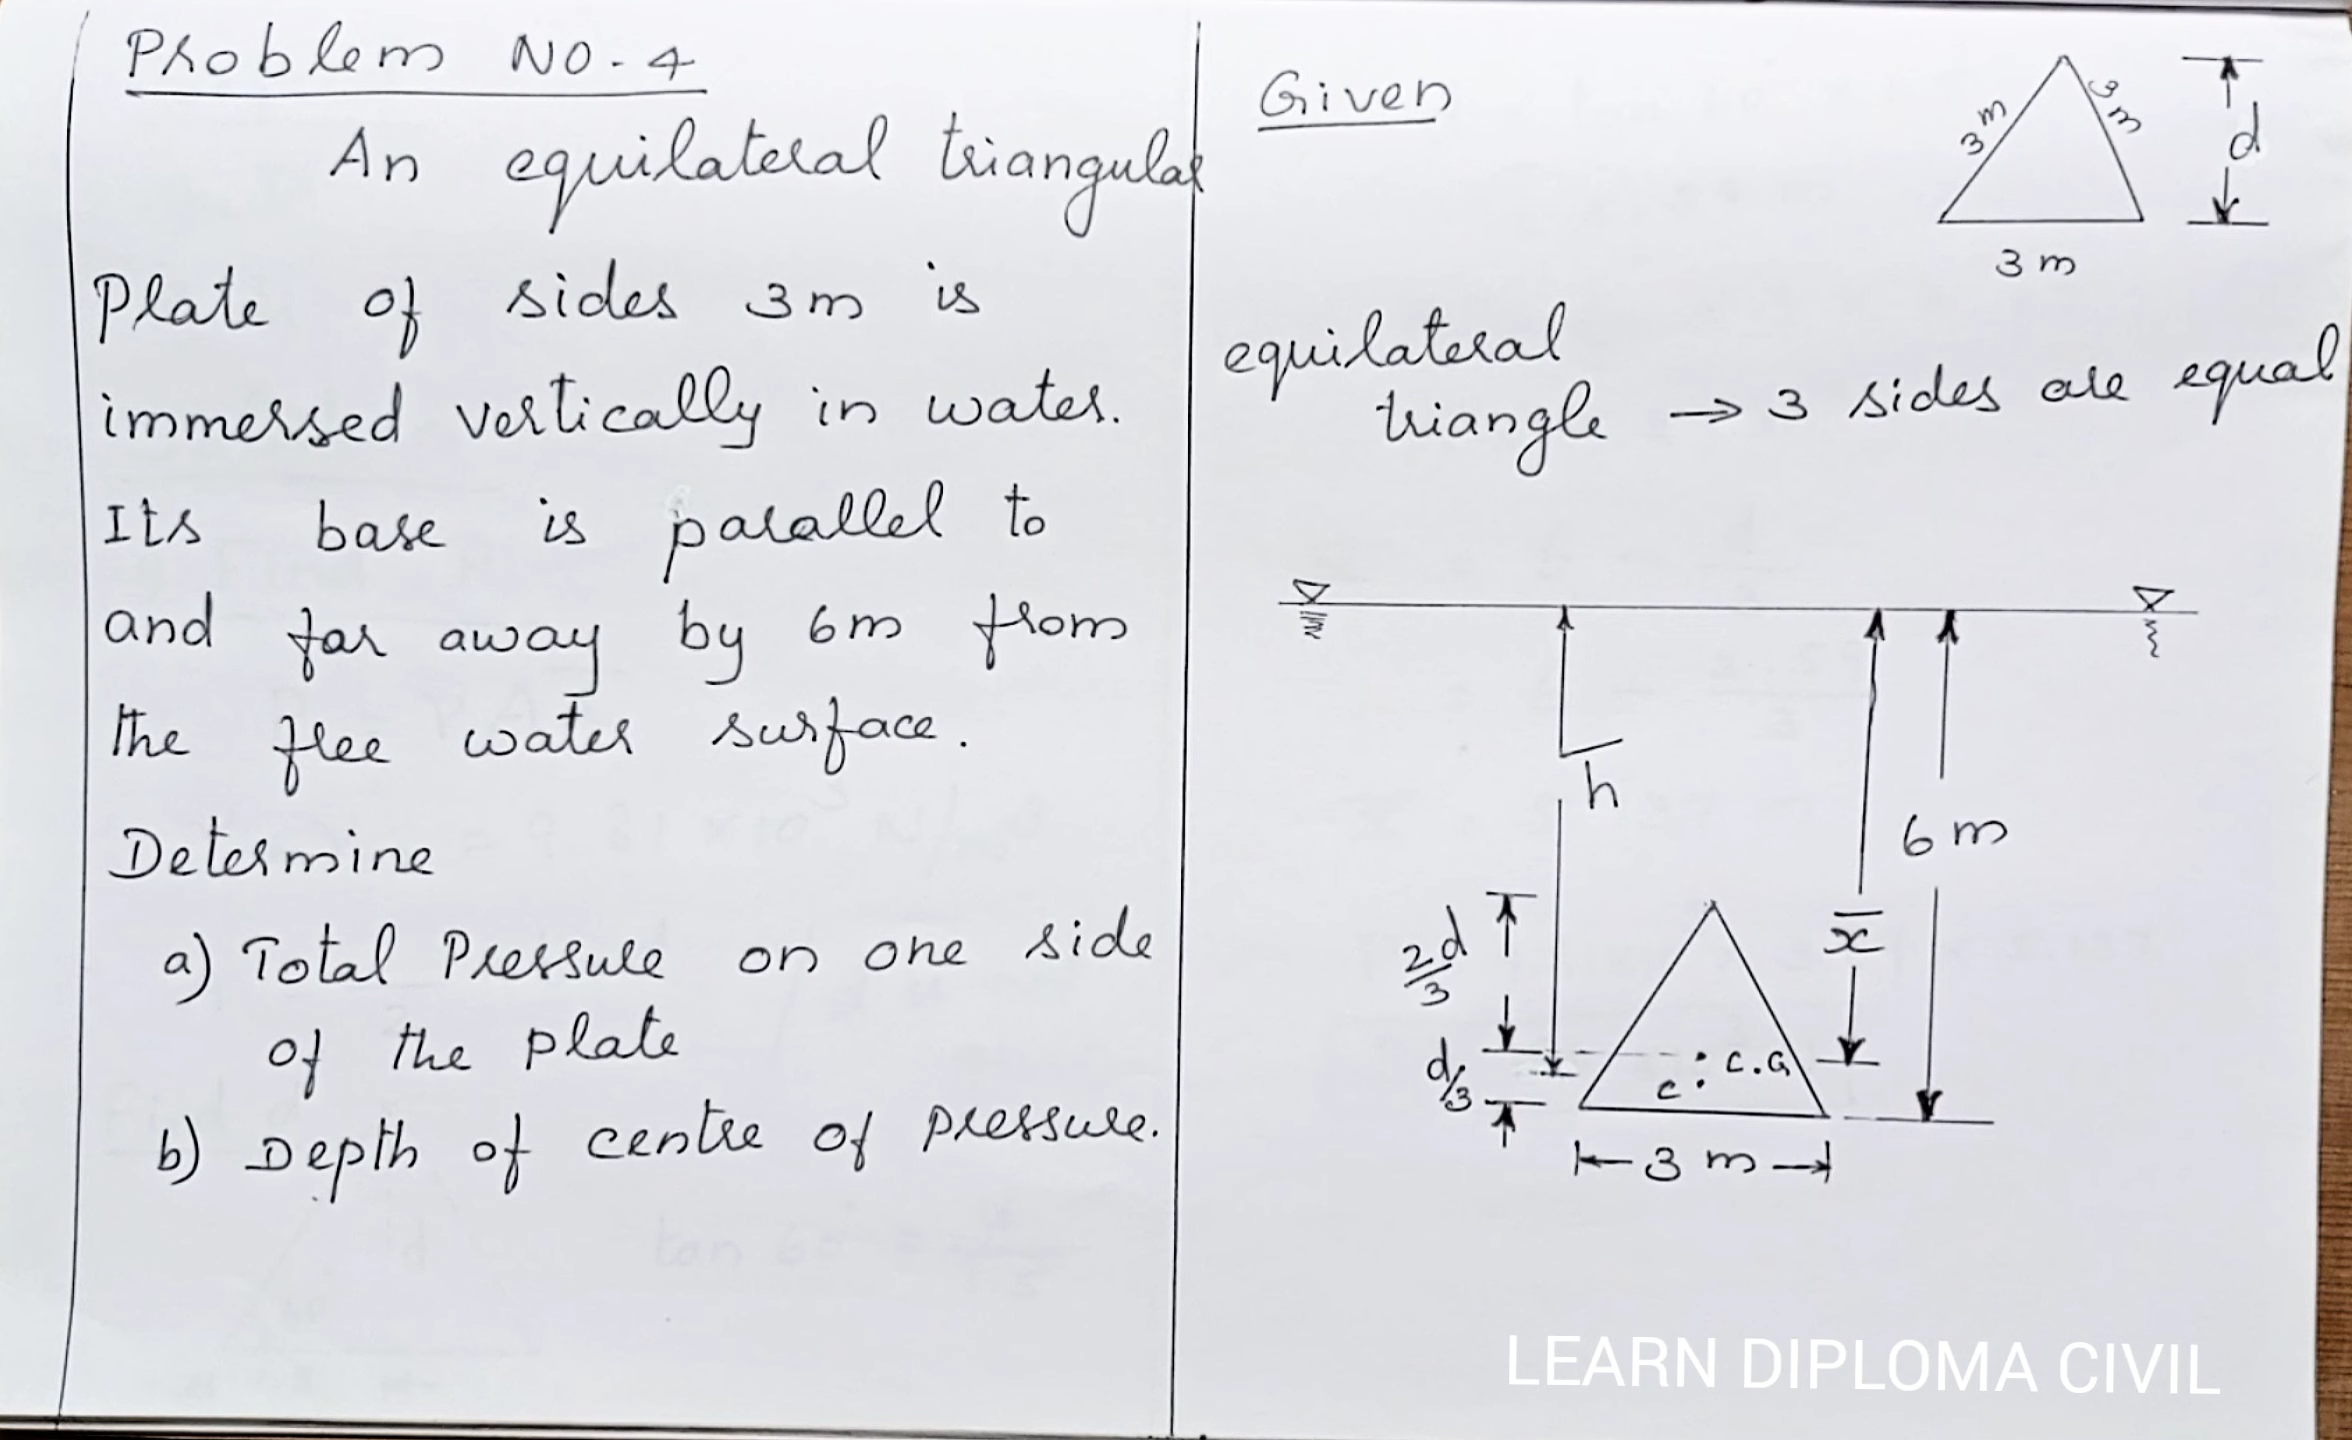 Problem NO-4
An equilateral triangular
Plate of sides 3m is
immersed vertically in water.
Its base is parallel to
and far away by 6m from
the free water surface.
Determine
a) Total Pressure on one side
of the plate
b) Depth of centre of pressure.
Given
3m
3m
d
3m
equilateral
triangle → 3 sides are equal
h
6m
x̄
2d/3
d/3
c.G
c
3 m
LEARN DIPLOMA CIVIL